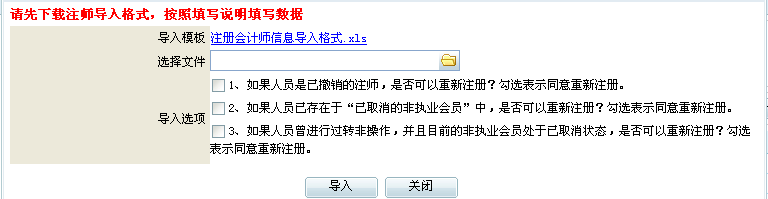 请先下载注师导入格式，按照填写说明填写数据
导入模板 注册会计师信息导入格式.xls
选择文件
导入选项
1、如果人员是已撤销的注师，是否可以重新注册？勾选表示同意重新注册。
2、如果人员已存在于“已取消的非执业会员”中，是否可以重新注册？勾选表示同意重新注册。
3、如果人员曾进行过转非操作，并且目前的非执业会员处于已取消状态，是否可以重新注册？勾选
表示同意重新注册。
导入 关闭